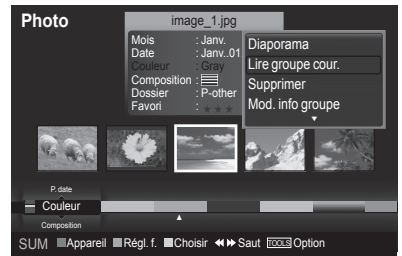 Photo
image_1.jpg
Mois : Janv.
Date : Janv..01
Couleur : Gray
Composition :
Dossier : P-other
Favori : ★ ★ ★
Diaporama
Lire groupe cour.
Supprimer
Mod. info groupe
P. date
Couleur
Composition
SUM Appareil Régl. f. Choisir Saut TOOLS Option